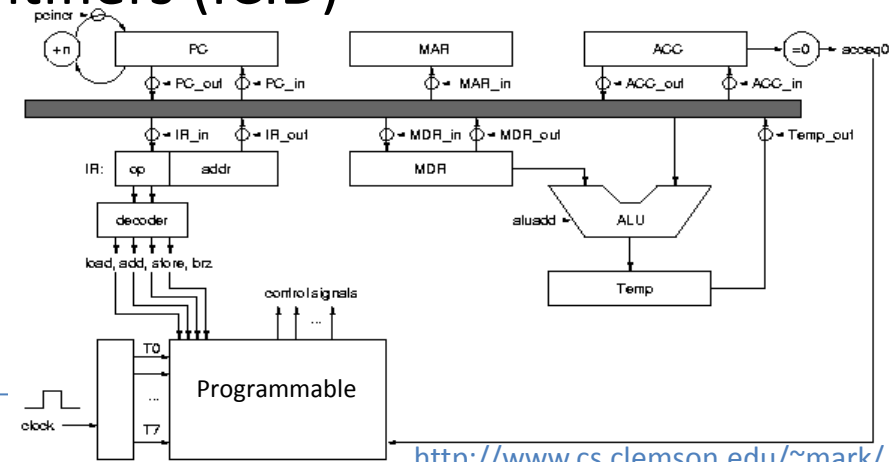 pcincr
+n
PC
MAR
ACC
=0
acceq0
PC_out
PC_in
MAR_in
ACC_out
ACC_in
IR_in
IR_out
MDR_in
MDR_out
Temp_out
IR:
op
addr
MDR
decoder
aluadd
ALU
load, add, store, brz
Temp
control signals
...
T0
Programmable
...
clock
T7